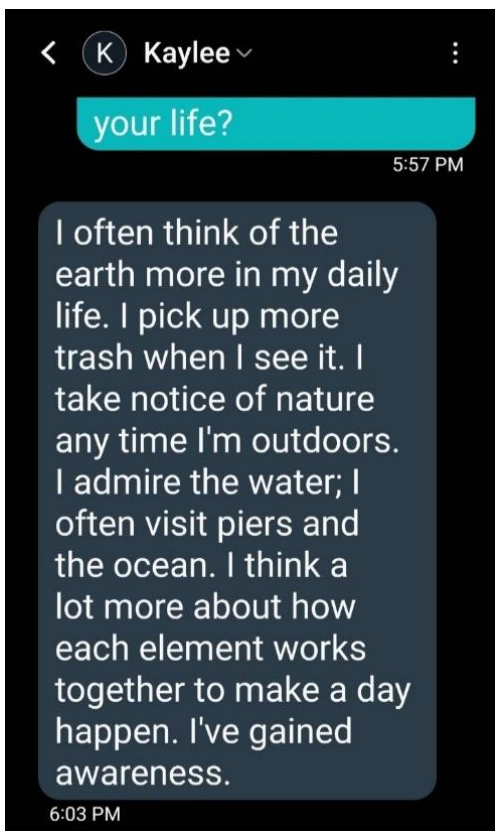 K Kaylee
your life?
5:57 PM
I often think of the
earth more in my daily
life. I pick up more
trash when I see it. I
take notice of nature
any time I'm outdoors.
I admire the water; I
often visit piers and
the ocean. I think a
lot more about how
each element works
together to make a day
happen. I've gained
awareness.
6:03 PM